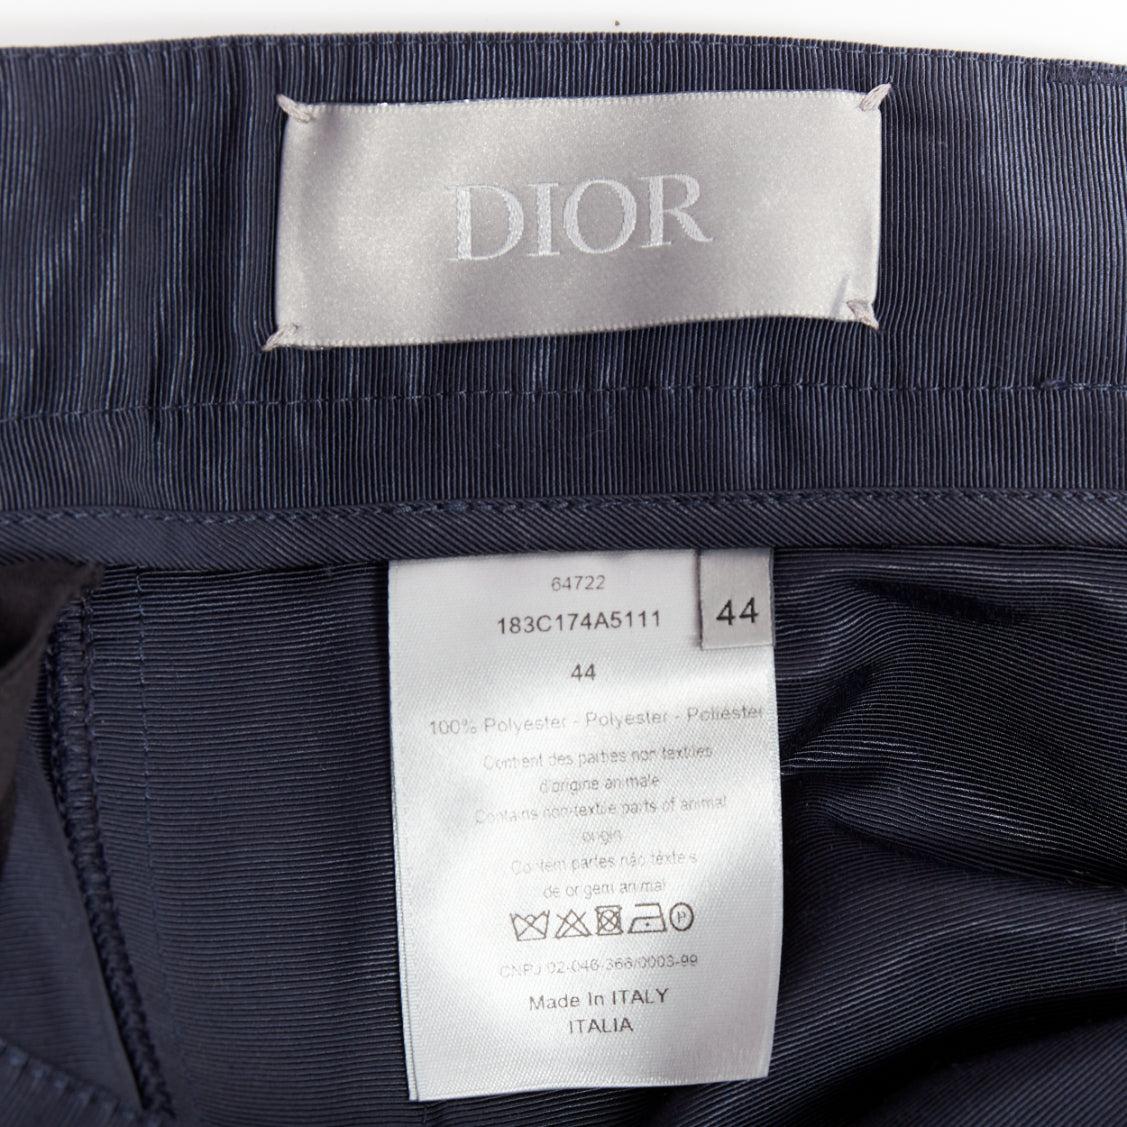 DIOR
64722
183C174A5111
44
44
100% Polyester - Polyester - Poliéster
Contient des parties non textiles
d'origine animale
Contains non-textile parts of animal
origin
Contem partes não têxteis
de origem animal
P
CNPJ 02-046-366/0003-99
Made In ITALY
ITALIA